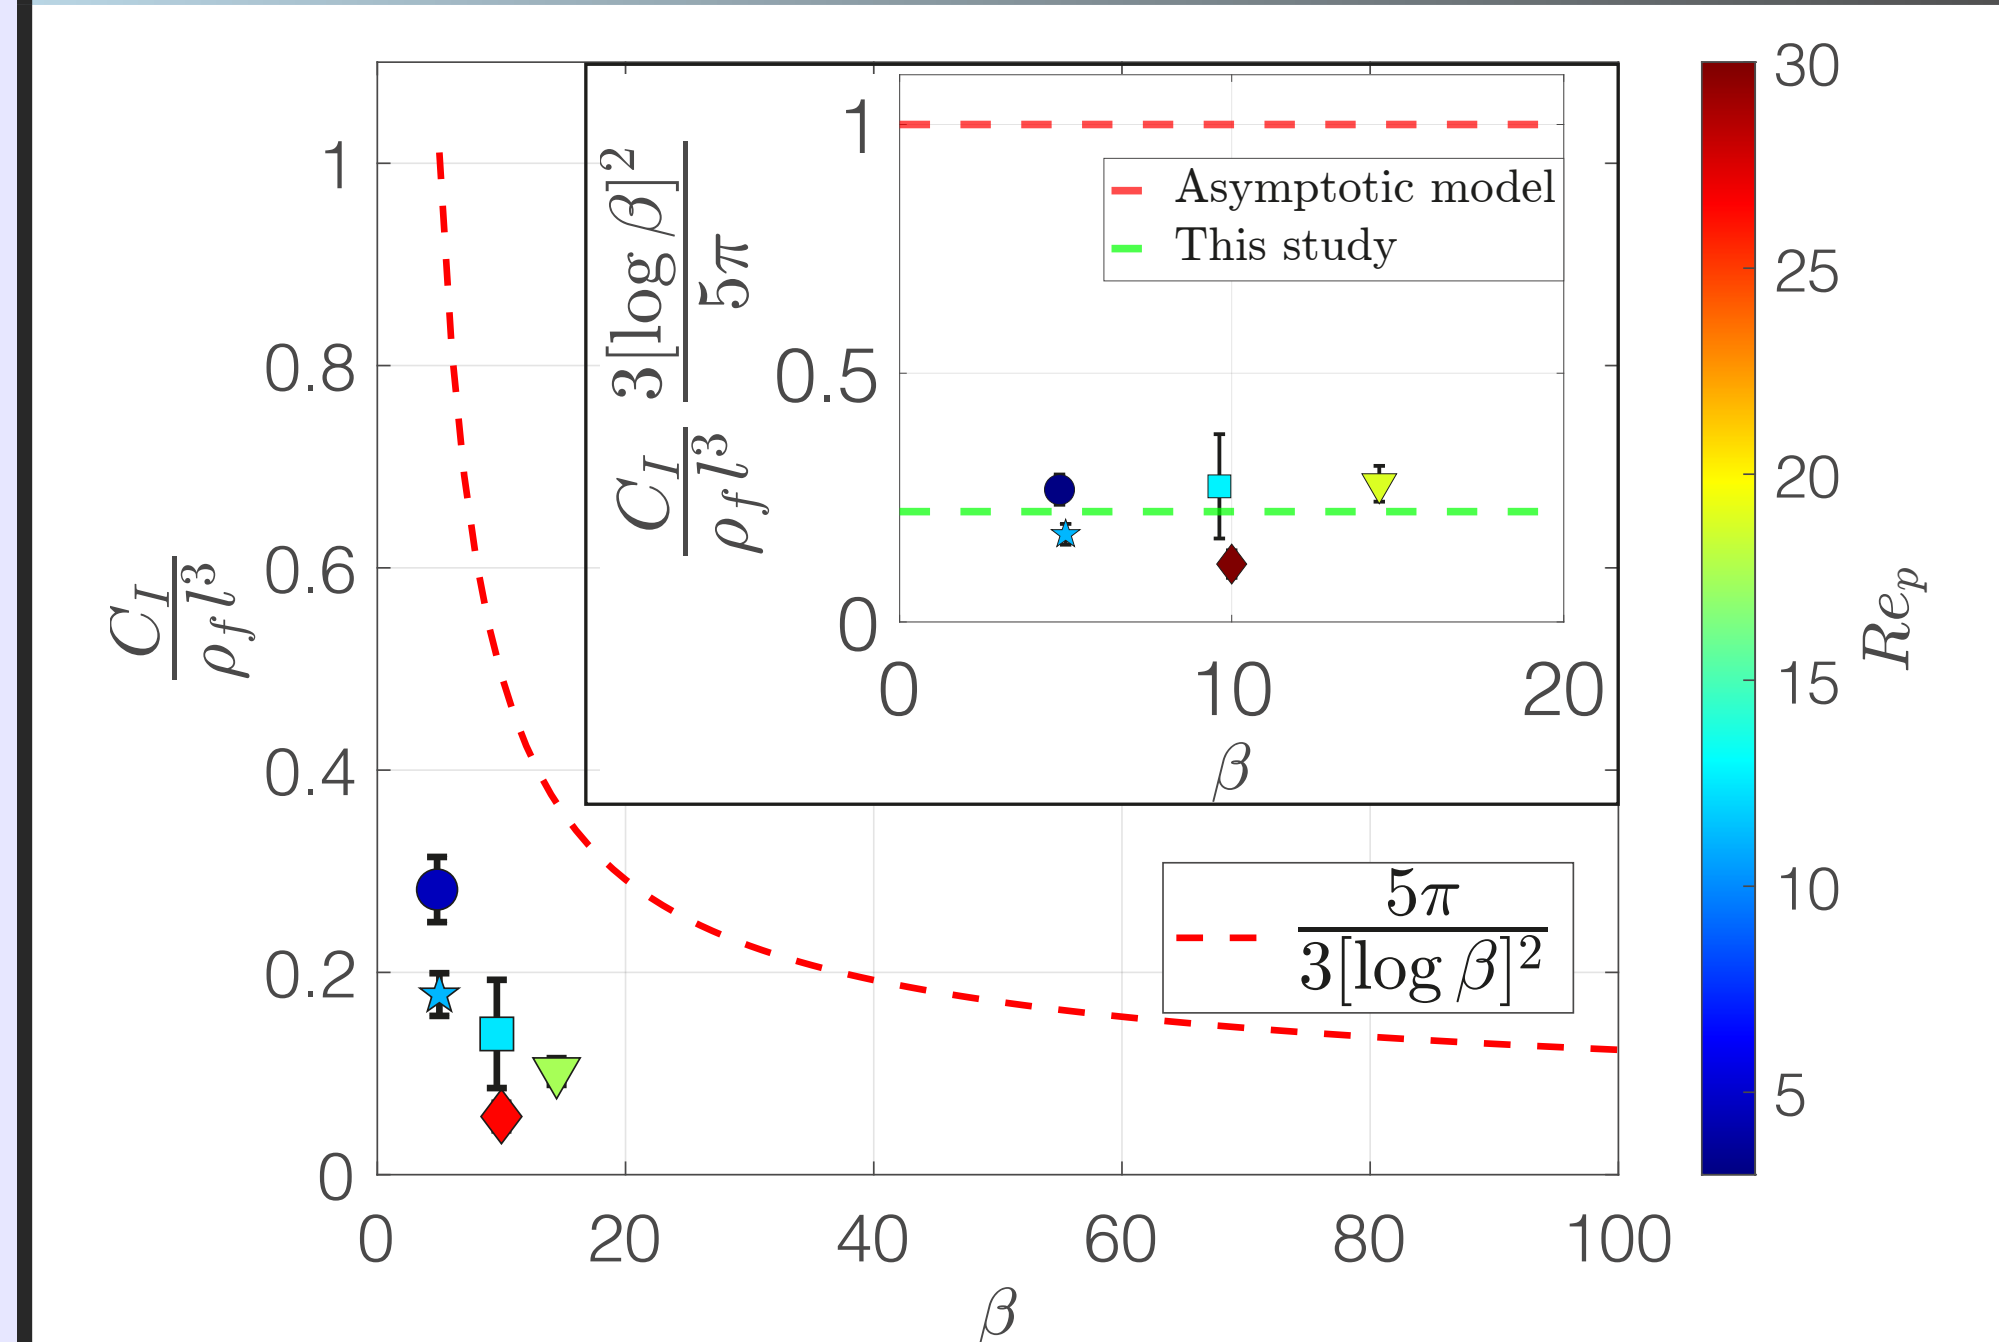 1
0.8
0.6
0.4
0.2
0
0 20 40 60 80 100
β
C_I / ρ_f l^3
C_I / ρ_f l^3 3[log β]^2 / 5π
1
0.5
0
0 10 20
β
Asymptotic model
This study
5π / 3[log β]^2
30
25
20
15
10
5
Re_p